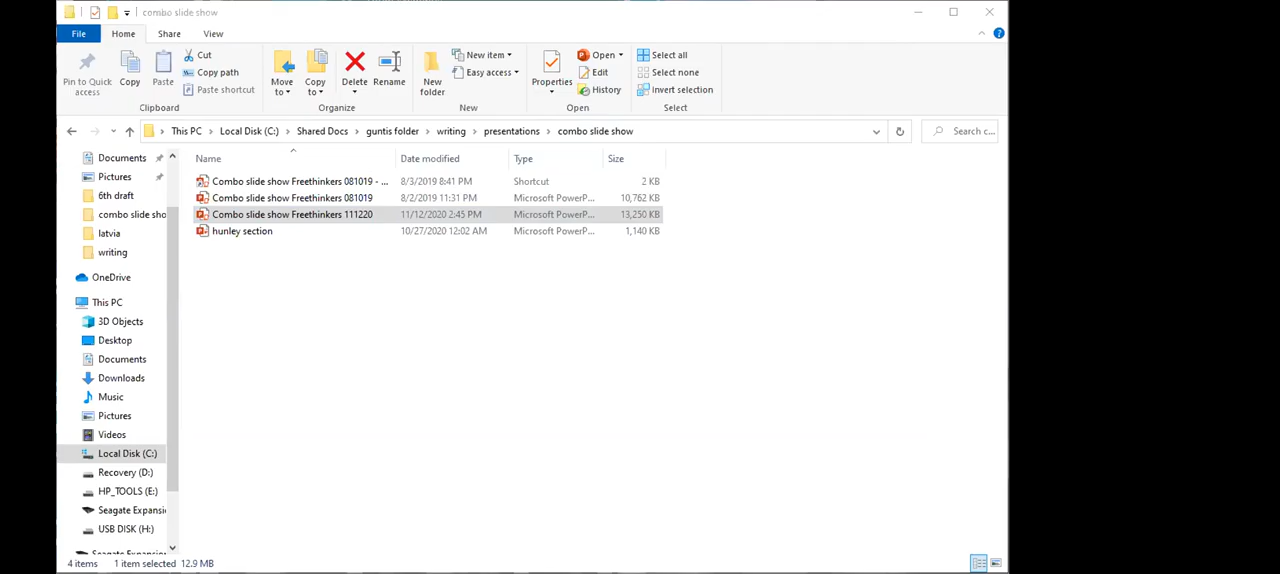 combo slide show
File Home Share View
Pin to Quick access
Copy
Paste
Cut
Copy path
Paste shortcut
Clipboard
Move to
Copy to
Delete
Rename
Organize
New folder
New item
Easy access
New
Properties
Open
Edit
History
Open
Select all
Select none
Invert selection
Select
This PC › Local Disk (C:) › Shared Docs › guntis folder › writing › presentations › combo slide show
Search c...
Name Date modified Type Size
Combo slide show Freethinkers 081019 - ... 8/3/2019 8:41 PM Shortcut 2 KB
Combo slide show Freethinkers 081019 8/2/2019 11:31 PM Microsoft PowerP... 10,762 KB
Combo slide show Freethinkers 111220 11/12/2020 2:45 PM Microsoft PowerP... 13,250 KB
hunley section 10/27/2020 12:02 AM Microsoft PowerP... 1,140 KB
Documents
Pictures
6th draft
combo slide sho
latvia
writing
OneDrive
This PC
3D Objects
Desktop
Documents
Downloads
Music
Pictures
Videos
Local Disk (C:)
Recovery (D:)
HP_TOOLS (E:)
Seagate Expansi
USB DISK (H:)
Seagate Expansi
4 items 1 item selected 12.9 MB